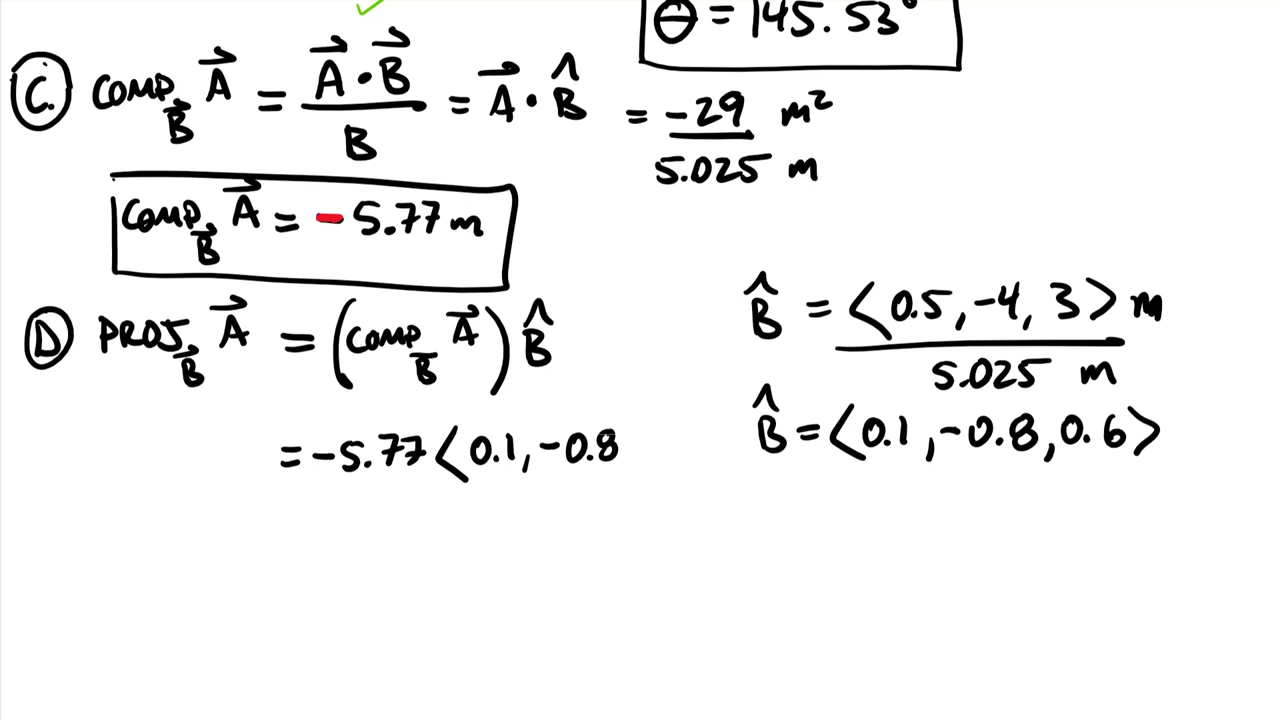 θ = 145.53°
C. COMP_B⃗ A⃗ = A⃗ · B⃗ / B = A⃗ · B̂ = -29 m² / 5.025 m
COMP_B⃗ A⃗ = - 5.77 m
D PROJ_B⃗ A⃗ = (COMP_B⃗ A⃗) B̂
= -5.77 < 0.1, -0.8
B̂ = < 0.5, -4, 3 > m / 5.025 m
B̂ = < 0.1, -0.8, 0.6 >